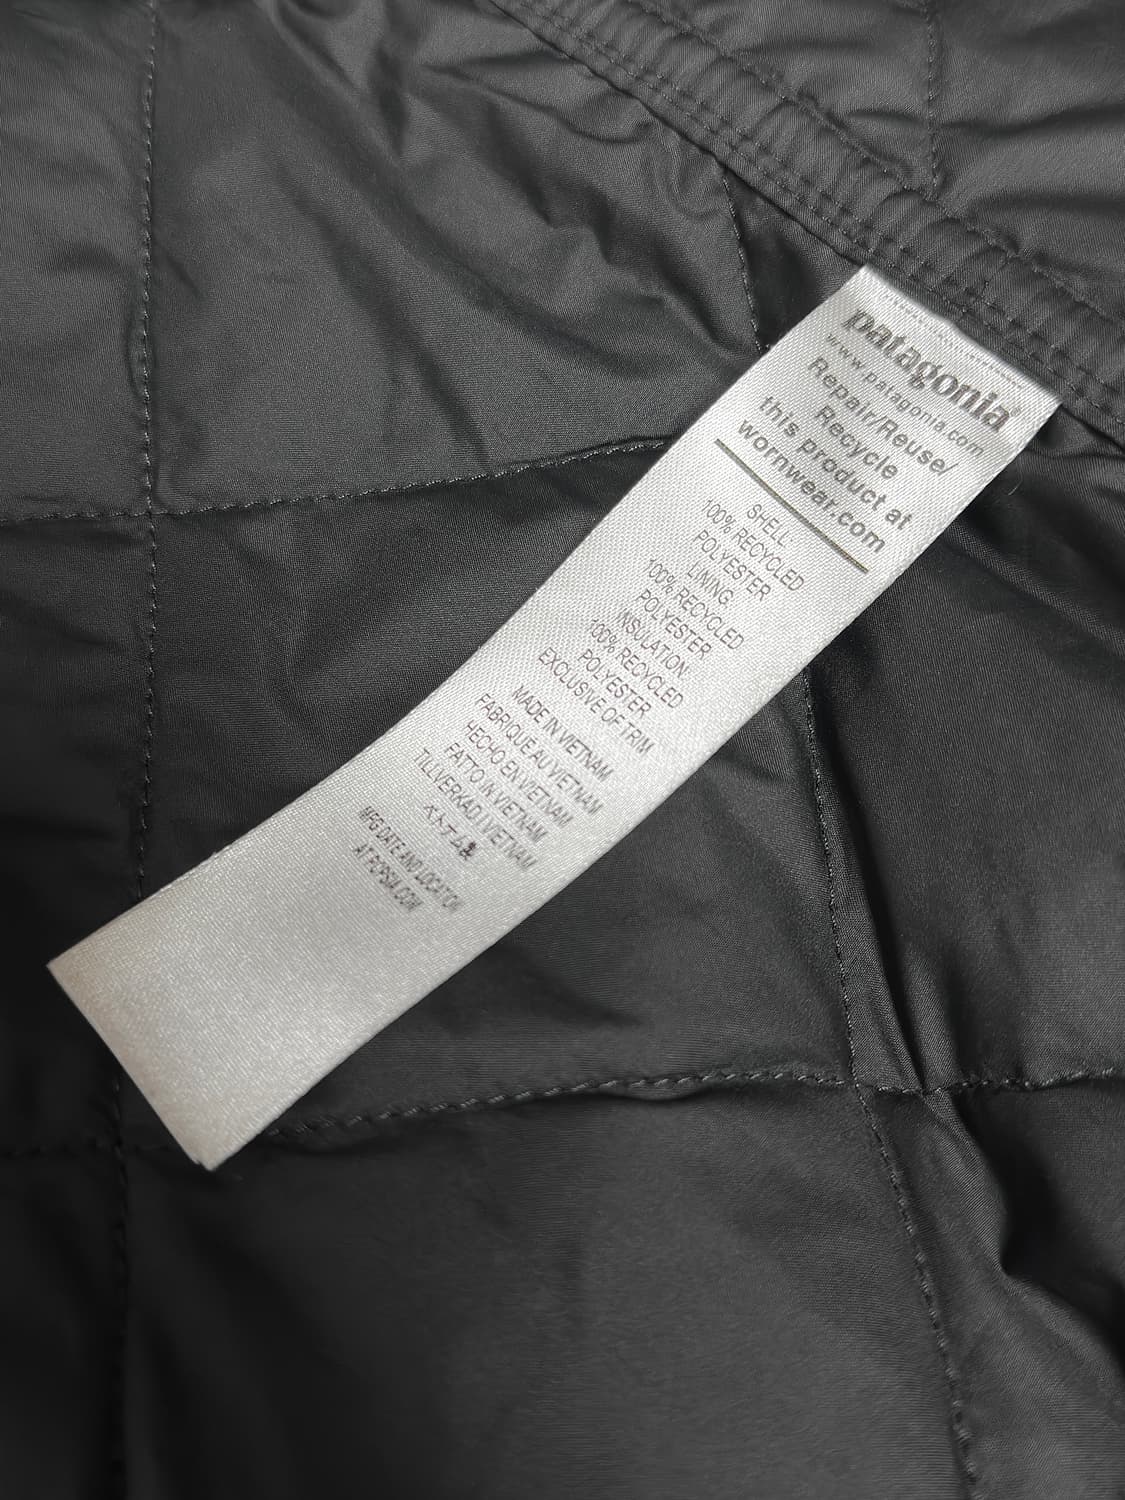 patagonia®
www.patagonia.com
Repair/Reuse/
Recycle
this product at
wornwear.com
SHELL:
100% RECYCLED
POLYESTER
LINING:
100% RECYCLED
POLYESTER
INSULATION:
100% RECYCLED
POLYESTER
EXCLUSIVE OF TRIM
MADE IN VIETNAM
FABRIQUE AU VIETNAM
HECHO EN VIETNAM
FATTO IN VIETNAM
TILLVERKAD I VIETNAM
ベトナム製
MFG DATE AND LOCATION
AT PCPSIA.COM